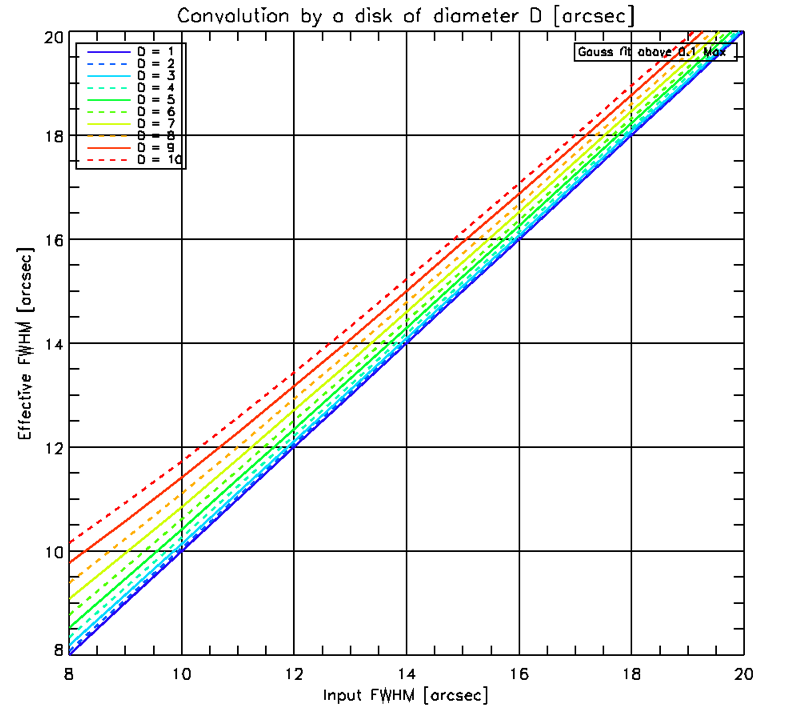 Convolution by a disk of diameter D [arcsec]
D = 1
D = 2
D = 3
D = 4
D = 5
D = 6
D = 7
D = 8
D = 9
D = 10
Gauss fit above 0.1 Max
20
18
16
14
12
10
8
Effective FWHM [arcsec]
8 10 12 14 16 18 20
Input FWHM [arcsec]